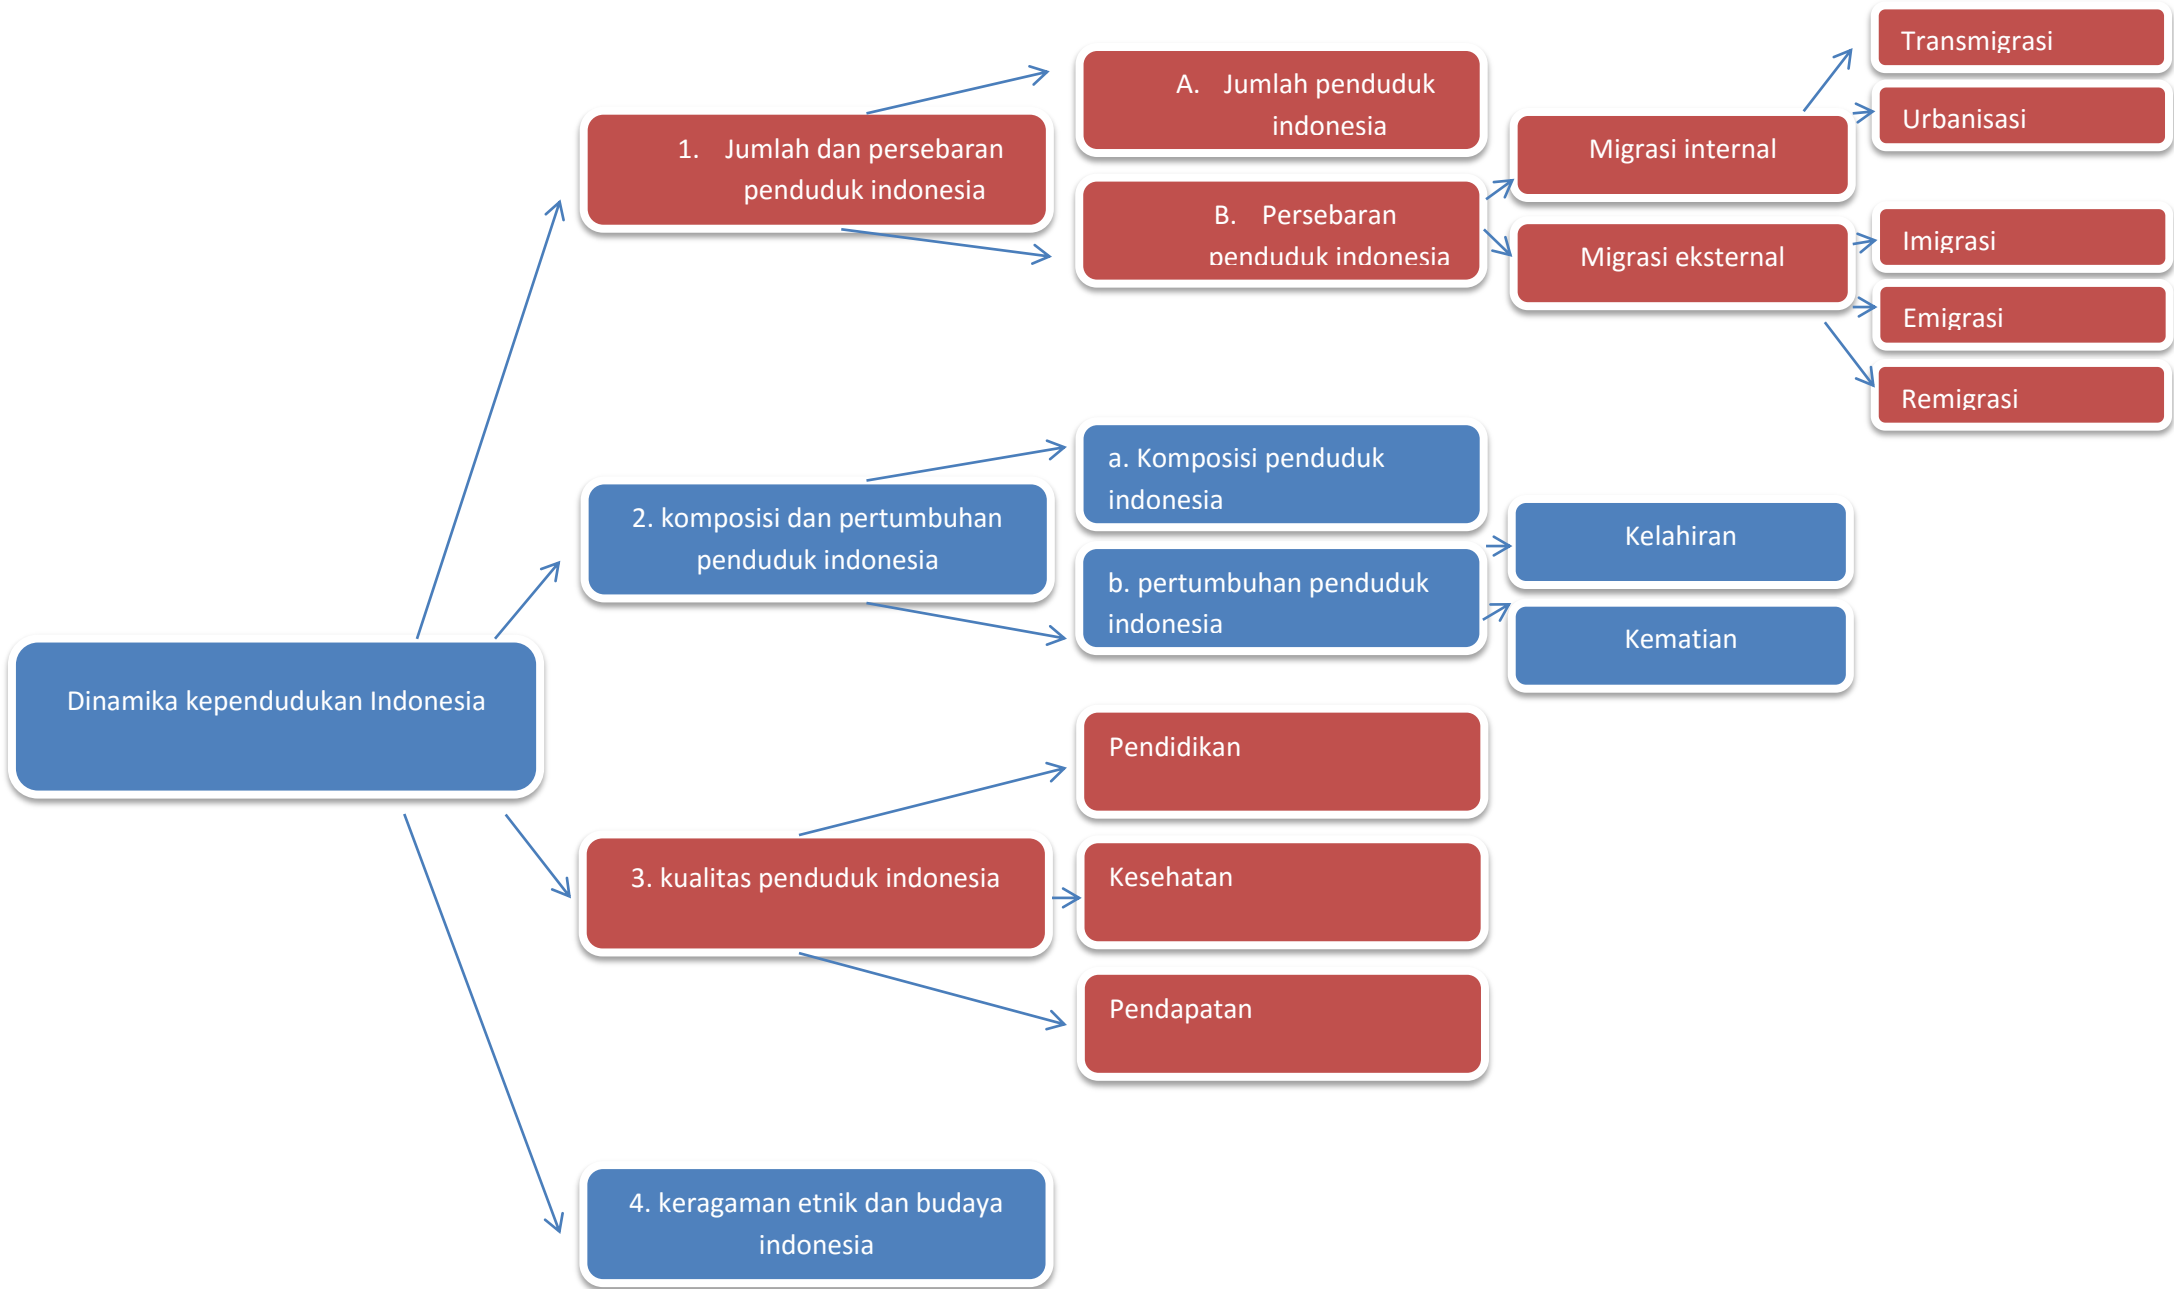 Transmigrasi
Urbanisasi
A. Jumlah penduduk
indonesia
1. Jumlah dan persebaran
penduduk indonesia
Migrasi internal
B. Persebaran
penduduk indonesia
Migrasi eksternal
Imigrasi
Emigrasi
Remigrasi
a. Komposisi penduduk
indonesia
2. komposisi dan pertumbuhan
penduduk indonesia
Kelahiran
b. pertumbuhan penduduk
indonesia
Kematian
Dinamika kependudukan Indonesia
Pendidikan
3. kualitas penduduk indonesia
Kesehatan
Pendapatan
4. keragaman etnik dan budaya
indonesia